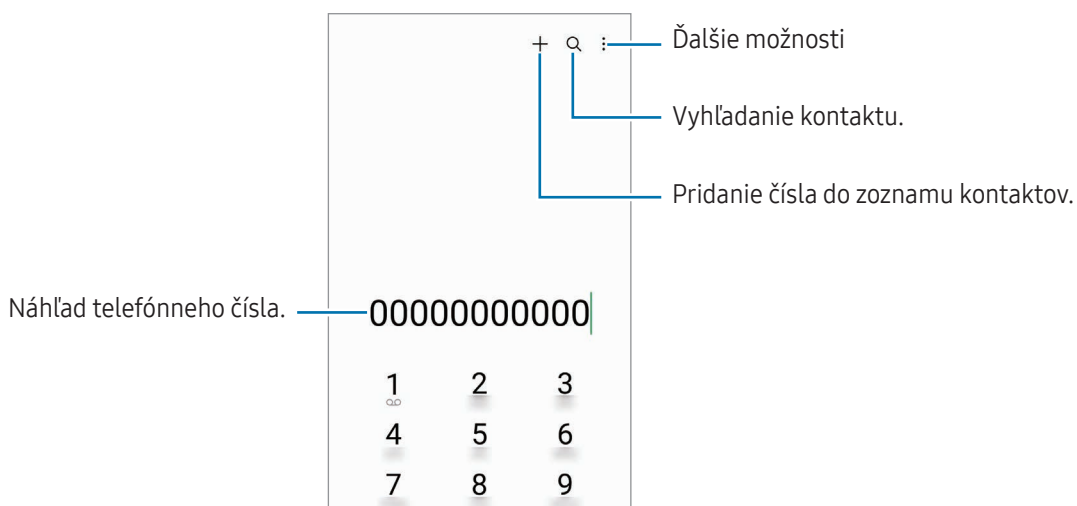 Ďalšie možnosti
Vyhľadanie kontaktu.
Pridanie čísla do zoznamu kontaktov.
Náhľad telefónneho čísla.
00000000000
1 2 3
4 5 6
7 8 9